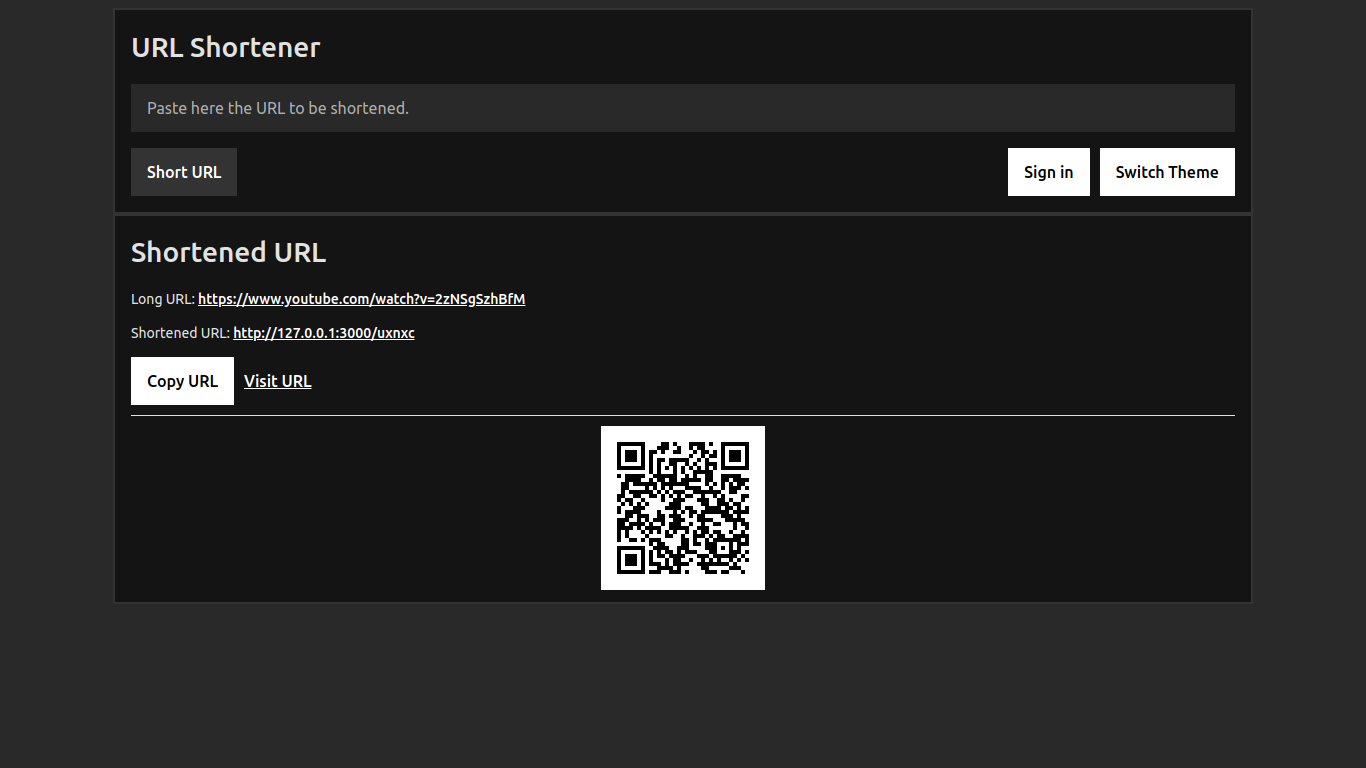 URL Shortener
Paste here the URL to be shortened.
Short URL
Sign in
Switch Theme
Shortened URL
Long URL: https://www.youtube.com/watch?v=2zNSgSzhBfM
Shortened URL: http://127.0.0.1:3000/uxnxc
Copy URL
Visit URL